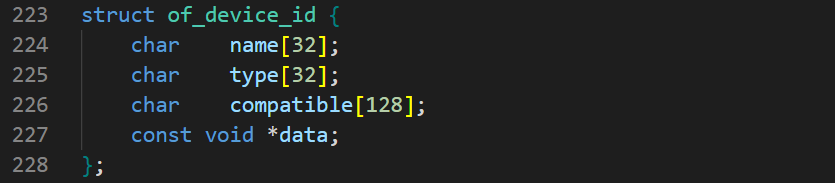 223 struct of_device_id {
224     char    name[32];
225     char    type[32];
226     char    compatible[128];
227     const void *data;
228 };